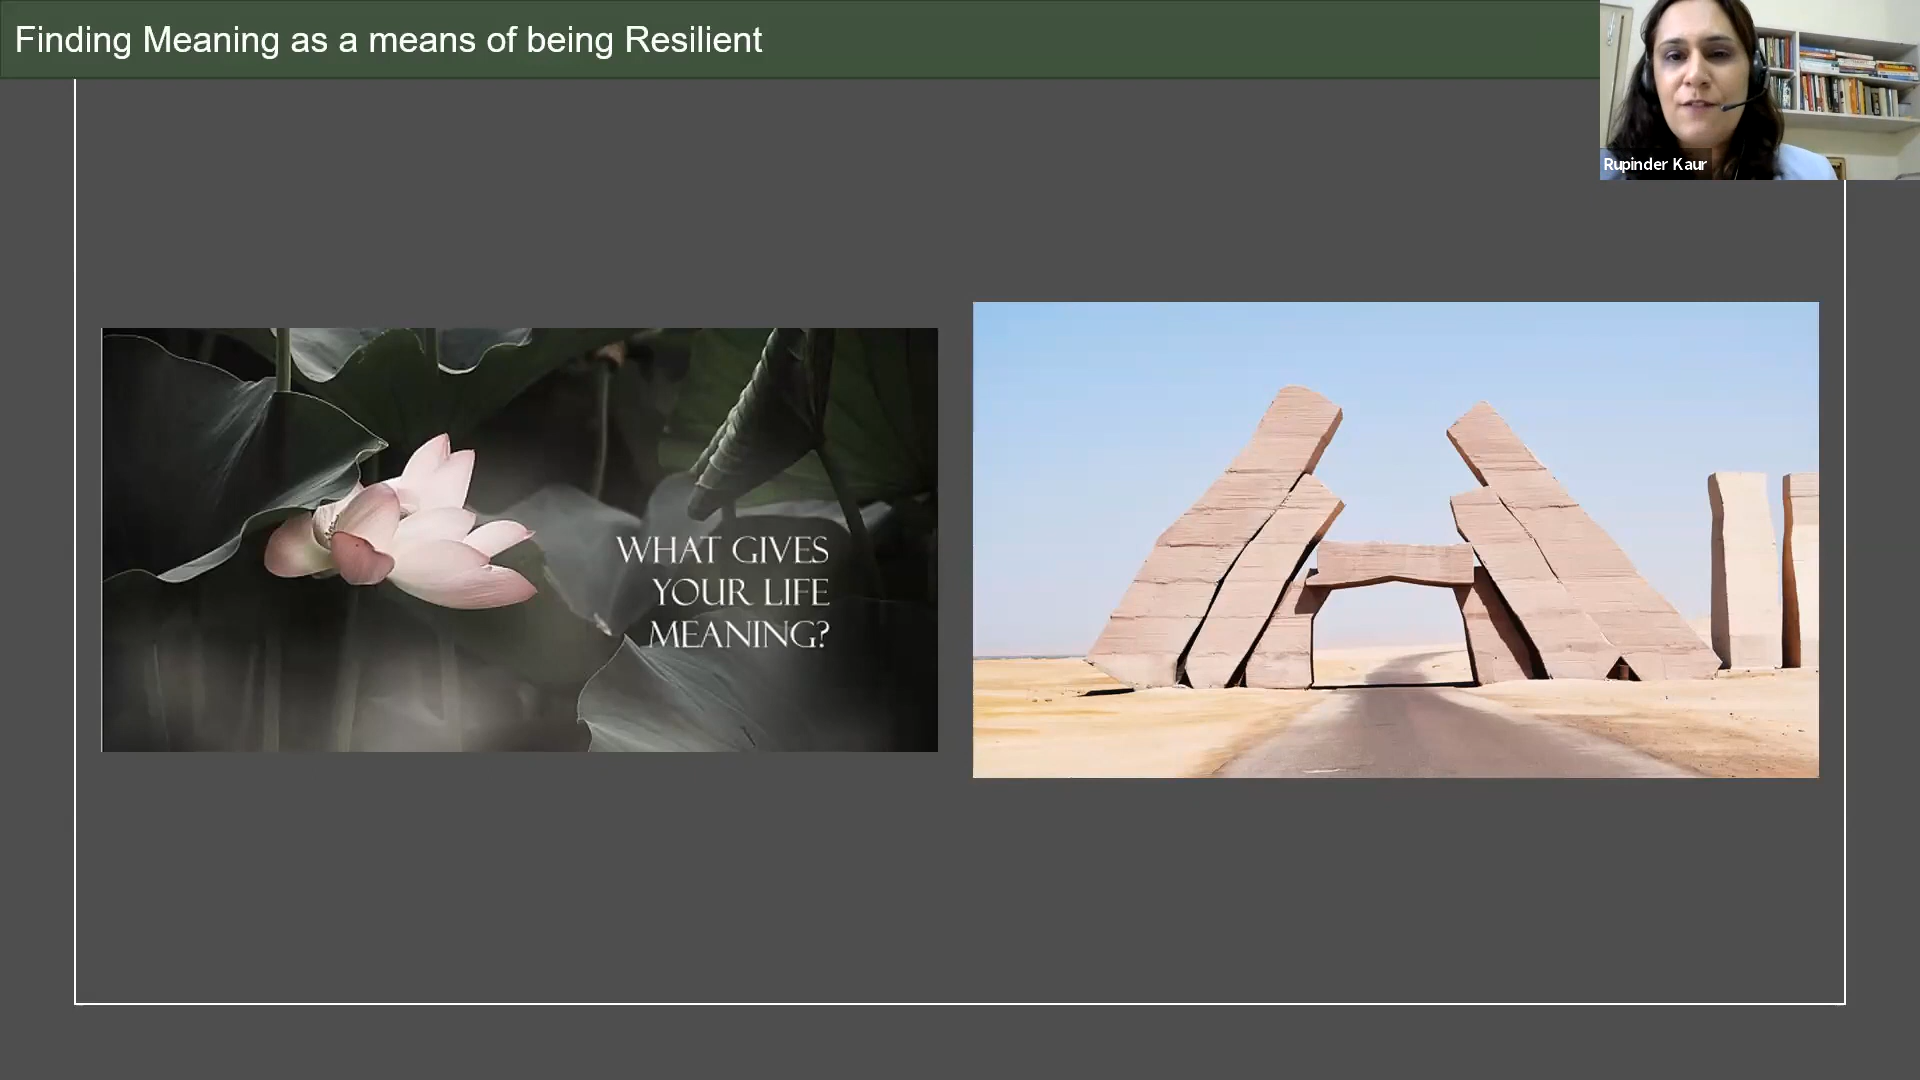 Finding Meaning as a means of being Resilient
Rupinder Kaur
WHAT GIVES
YOUR LIFE
MEANING?